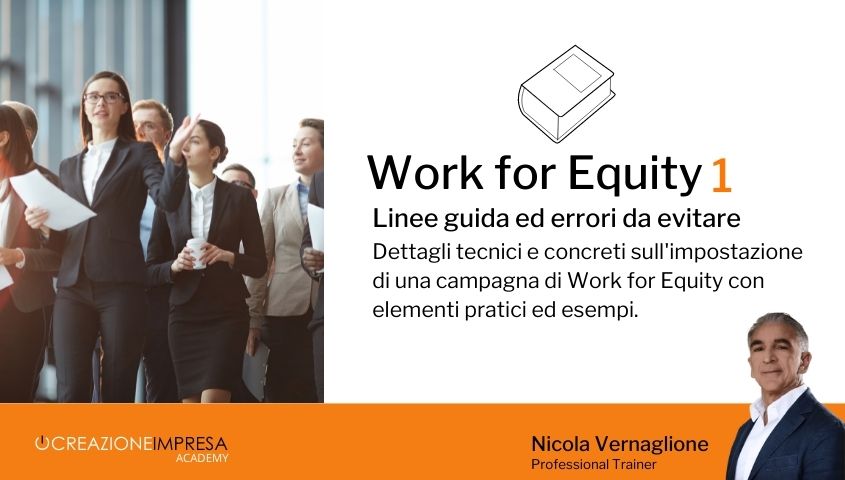 Work for Equity 1
Linee guida ed errori da evitare
Dettagli tecnici e concreti sull'impostazione
di una campagna di Work for Equity con
elementi pratici ed esempi.
CREAZIONEIMPRESA
ACADEMY
Nicola Vernaglione
Professional Trainer